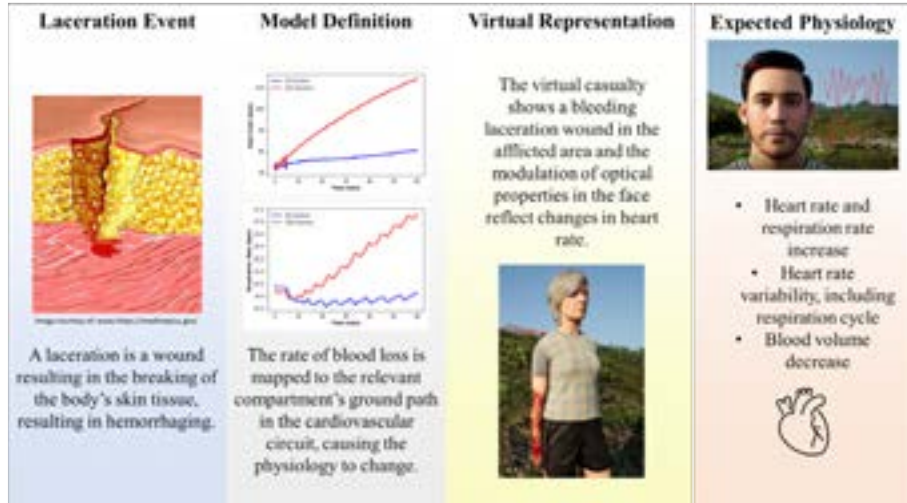 Laceration Event
A laceration is a wound
resulting in the breaking of
the body's skin tissue,
resulting in hemorrhaging.
Model Definition
The rate of blood loss is
mapped to the relevant
compartment's ground path
in the cardiovascular
circuit, causing the
physiology to change.
Virtual Representation
The virtual casualty
shows a bleeding
laceration wound in the
afflicted area and the
modulation of optical
properties in the face
reflect changes in heart
rate.
Expected Physiology
• Heart rate and
respiration rate
increase
• Heart rate
variability, including
respiration cycle
• Blood volume
decrease